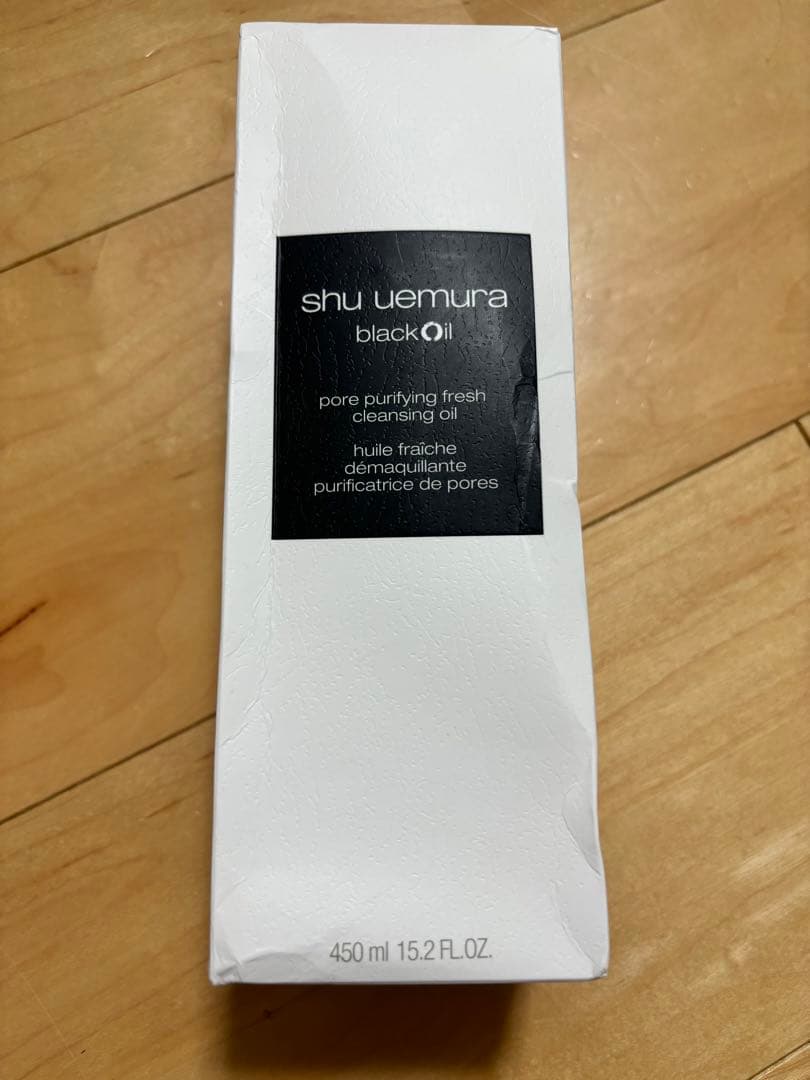 shu uemura
blackOil
pore purifying fresh
cleansing oil
huile fraîche
démaquillante
purificatrice de pores
450 ml 15.2 FL.OZ.